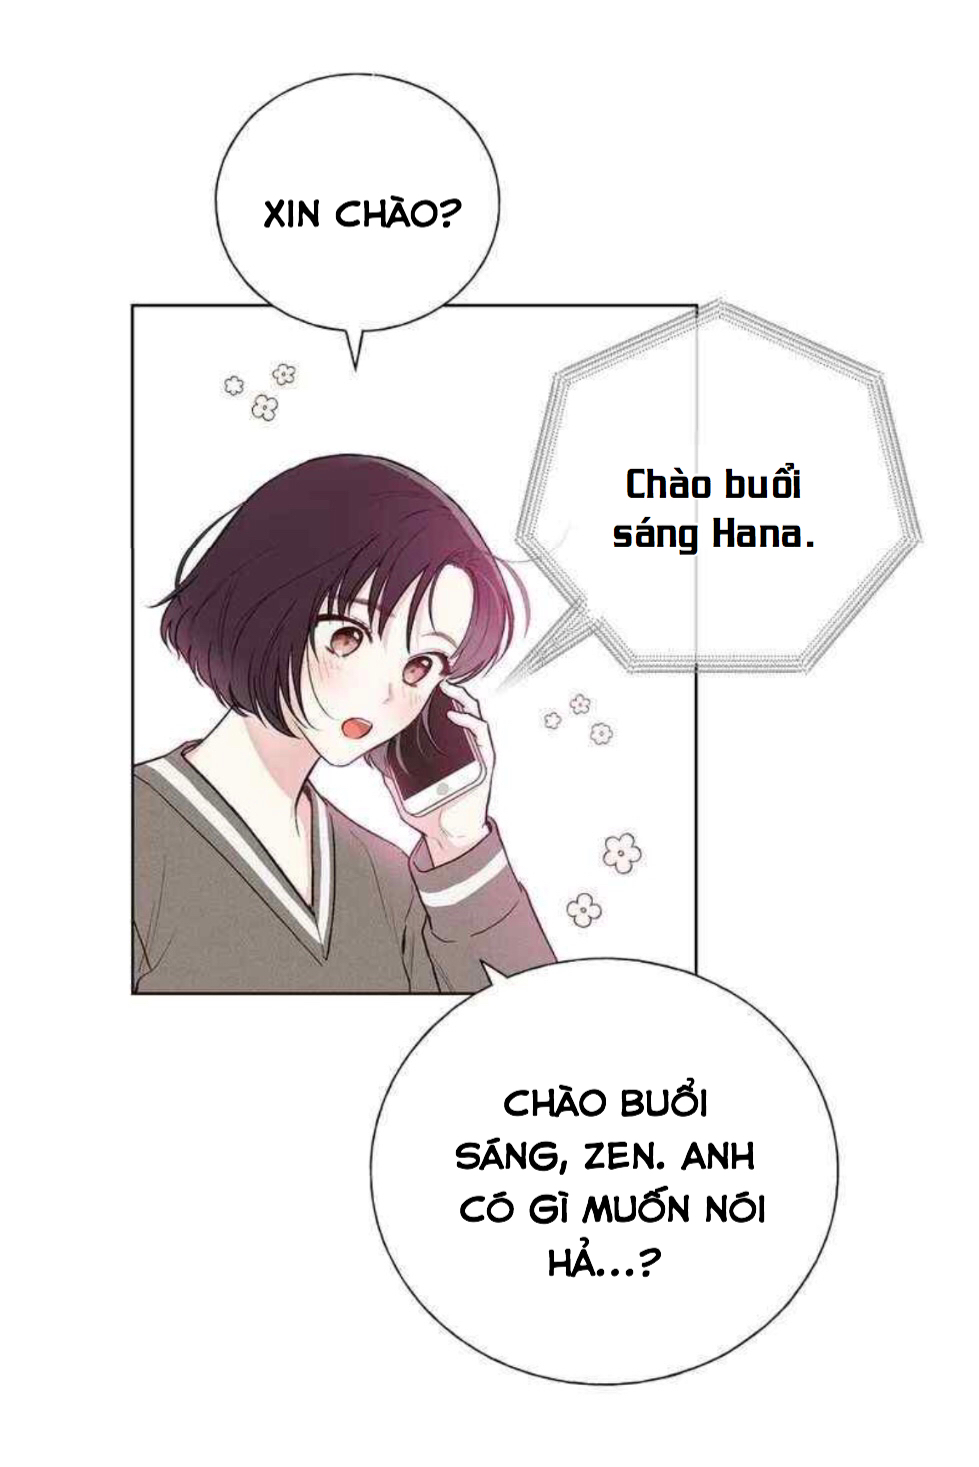 XIN CHÀO?
Chào buổi
sáng Hana.
CHÀO BUỔI
SÁNG, ZEN. ANH
CÓ GÌ MUỐN NÓI
HẢ...?